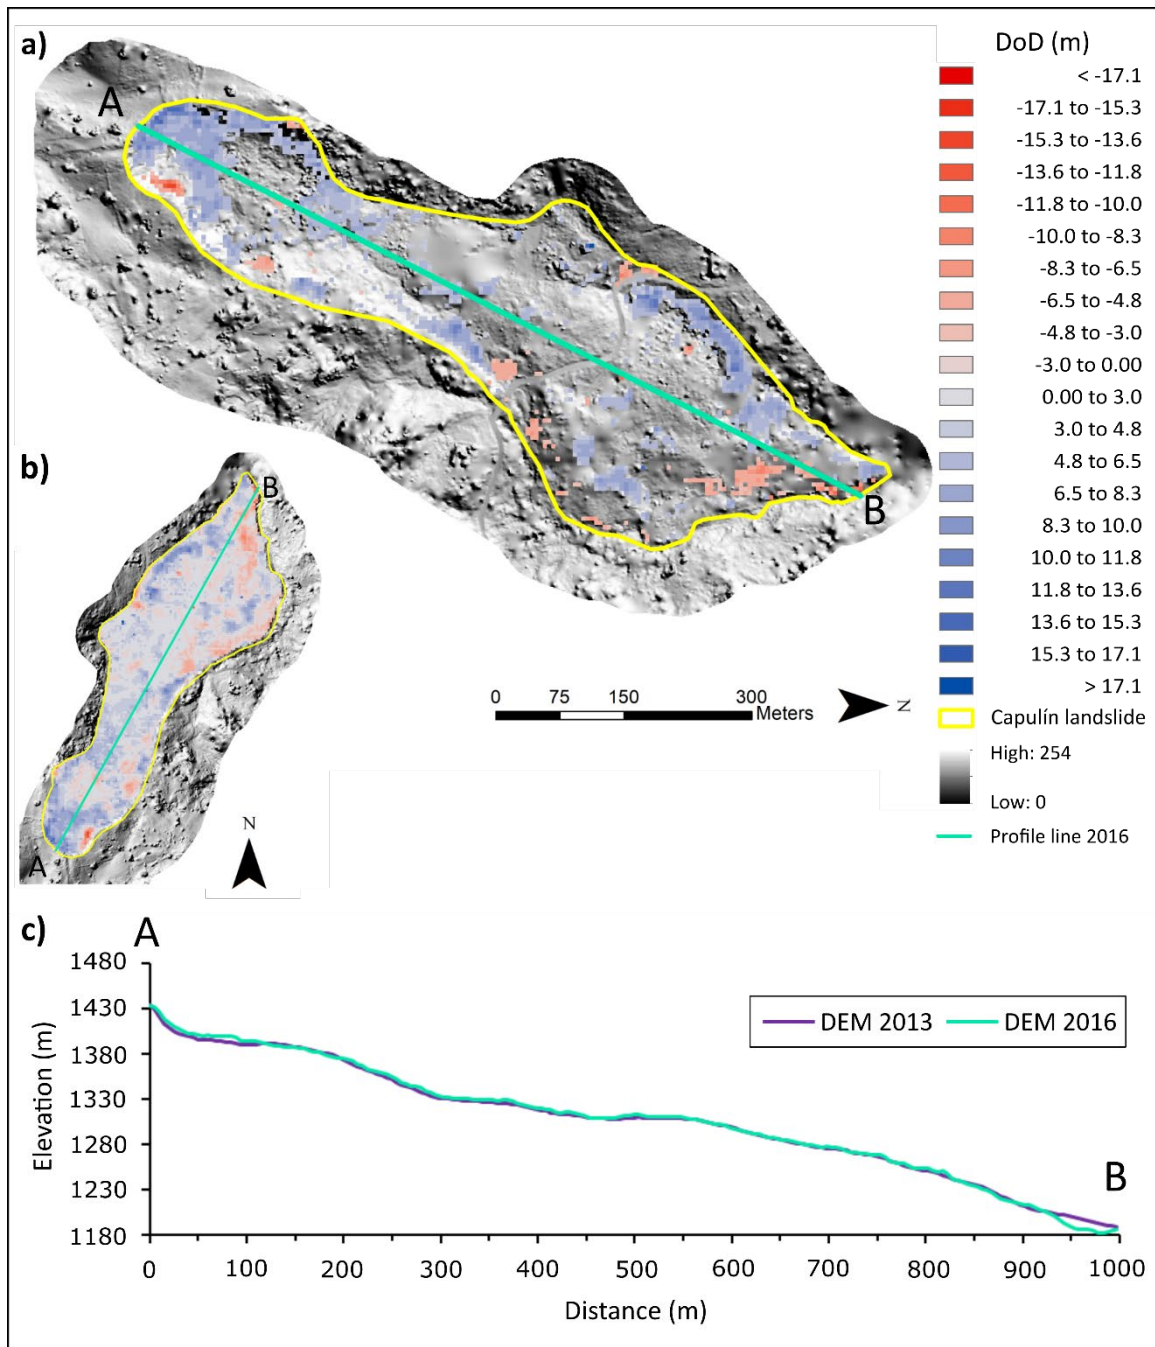 a)
A
B
DoD (m)
< -17.1
-17.1 to -15.3
-15.3 to -13.6
-13.6 to -11.8
-11.8 to -10.0
-10.0 to -8.3
-8.3 to -6.5
-6.5 to -4.8
-4.8 to -3.0
-3.0 to 0.00
0.00 to 3.0
3.0 to 4.8
4.8 to 6.5
6.5 to 8.3
8.3 to 10.0
10.0 to 11.8
11.8 to 13.6
13.6 to 15.3
15.3 to 17.1
> 17.1
Capulín landslide
High: 254
Low: 0
Profile line 2016
0 75 150 300
Meters
N
b)
B
A
N
c)
A
B
1480
1430
1380
1330
1280
1230
1180
Elevation (m)
DEM 2013 DEM 2016
0 100 200 300 400 500 600 700 800 900 1000
Distance (m)